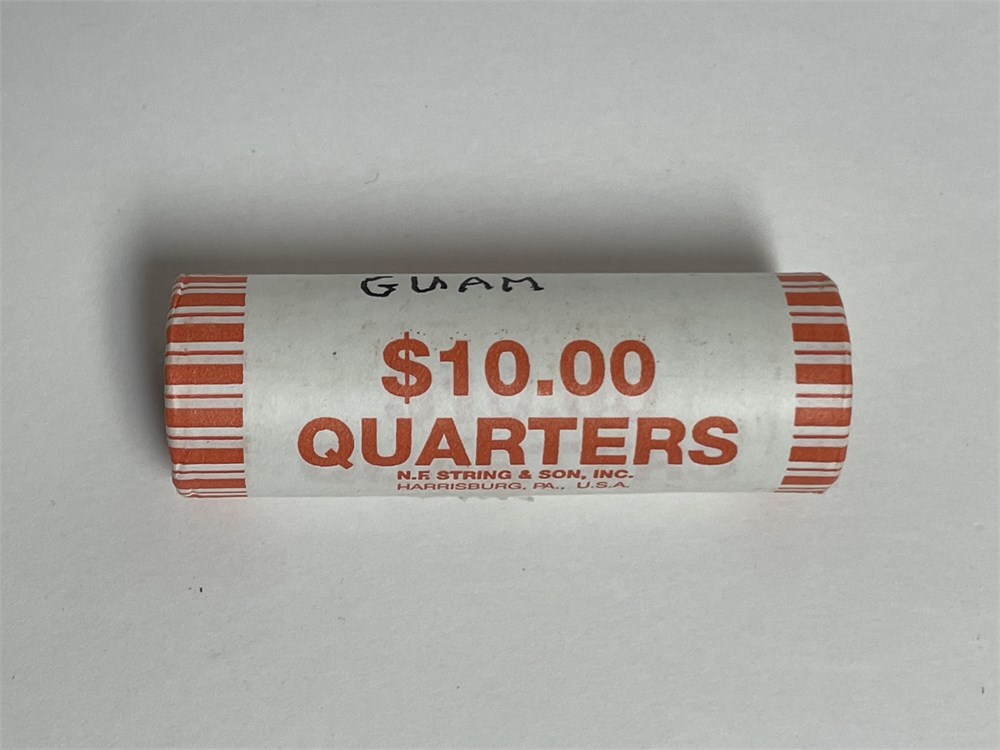 GUAM
$10.00
QUARTERS
N.F. STRING & SON, INC.
HARRISBURG, PA., U.S.A.